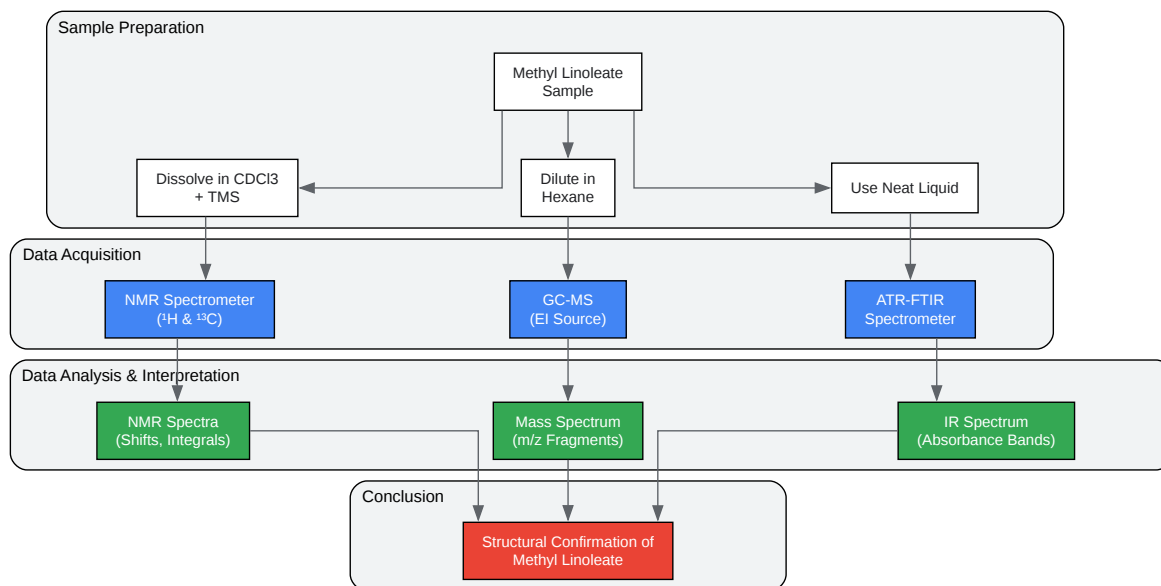 Sample Preparation
Methyl Linoleate
Sample
Dissolve in CDCl3
+ TMS
Dilute in
Hexane
Use Neat Liquid
Data Acquisition
NMR Spectrometer
(¹H & ¹³C)
GC-MS
(EI Source)
ATR-FTIR
Spectrometer
Data Analysis & Interpretation
NMR Spectra
(Shifts, Integrals)
Mass Spectrum
(m/z Fragments)
IR Spectrum
(Absorbance Bands)
Conclusion
Structural Confirmation of
Methyl Linoleate